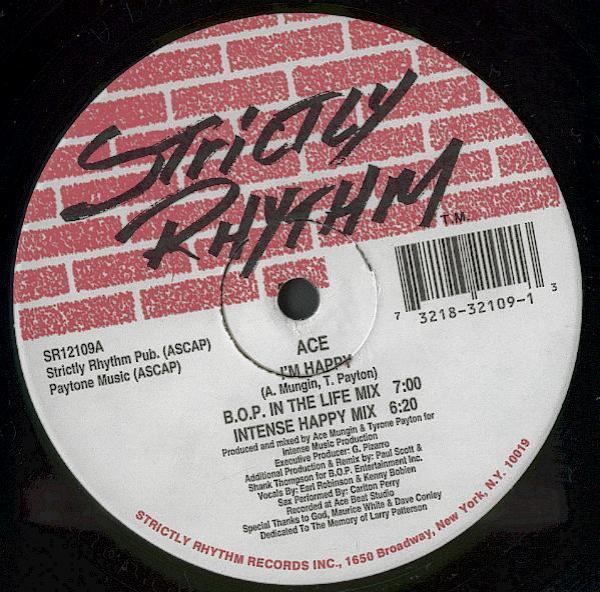 STRICTLY
RHYTHM
T.M.
7 3218-32109-1 3
SR12109A
Strictly Rhythm Pub. (ASCAP)
Paytone Music (ASCAP)
ACE
I'M HAPPY
(A. Mungin, T. Payton)
B.O.P. IN THE LIFE MIX 7:00
INTENSE HAPPY MIX 6:20
Produced and mixed by Ace Mungin & Tyrone Payton for
Intense Music Production
Executive Producer: G. Pizarro
Additional Production & Remix by: Paul Scott &
Shank Thompson for B.O.P. Entertainment Inc.
Vocals By: Earl Robinson & Kenny Bobien
Sax Performed By: Carlton Perry
Recorded at Ace Beat Studio
Special Thanks to God, Maurice White & Dave Conley
Dedicated To The Memory of Larry Patterson
STRICTLY RHYTHM RECORDS INC., 1650 Broadway, New York, N.Y. 10019